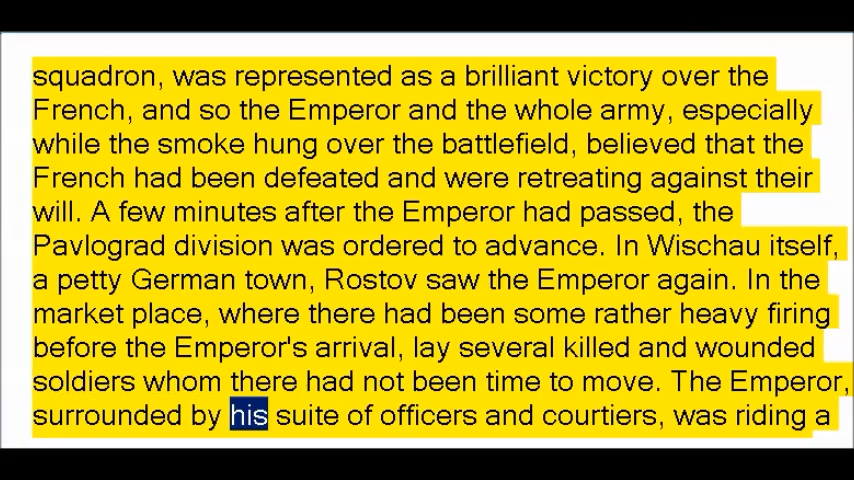 squadron, was represented as a brilliant victory over the
French, and so the Emperor and the whole army, especially
while the smoke hung over the battlefield, believed that the
French had been defeated and were retreating against their
will. A few minutes after the Emperor had passed, the
Pavlograd division was ordered to advance. In Wischau itself,
a petty German town, Rostov saw the Emperor again. In the
market place, where there had been some rather heavy firing
before the Emperor's arrival, lay several killed and wounded
soldiers whom there had not been time to move. The Emperor,
surrounded by his suite of officers and courtiers, was riding a